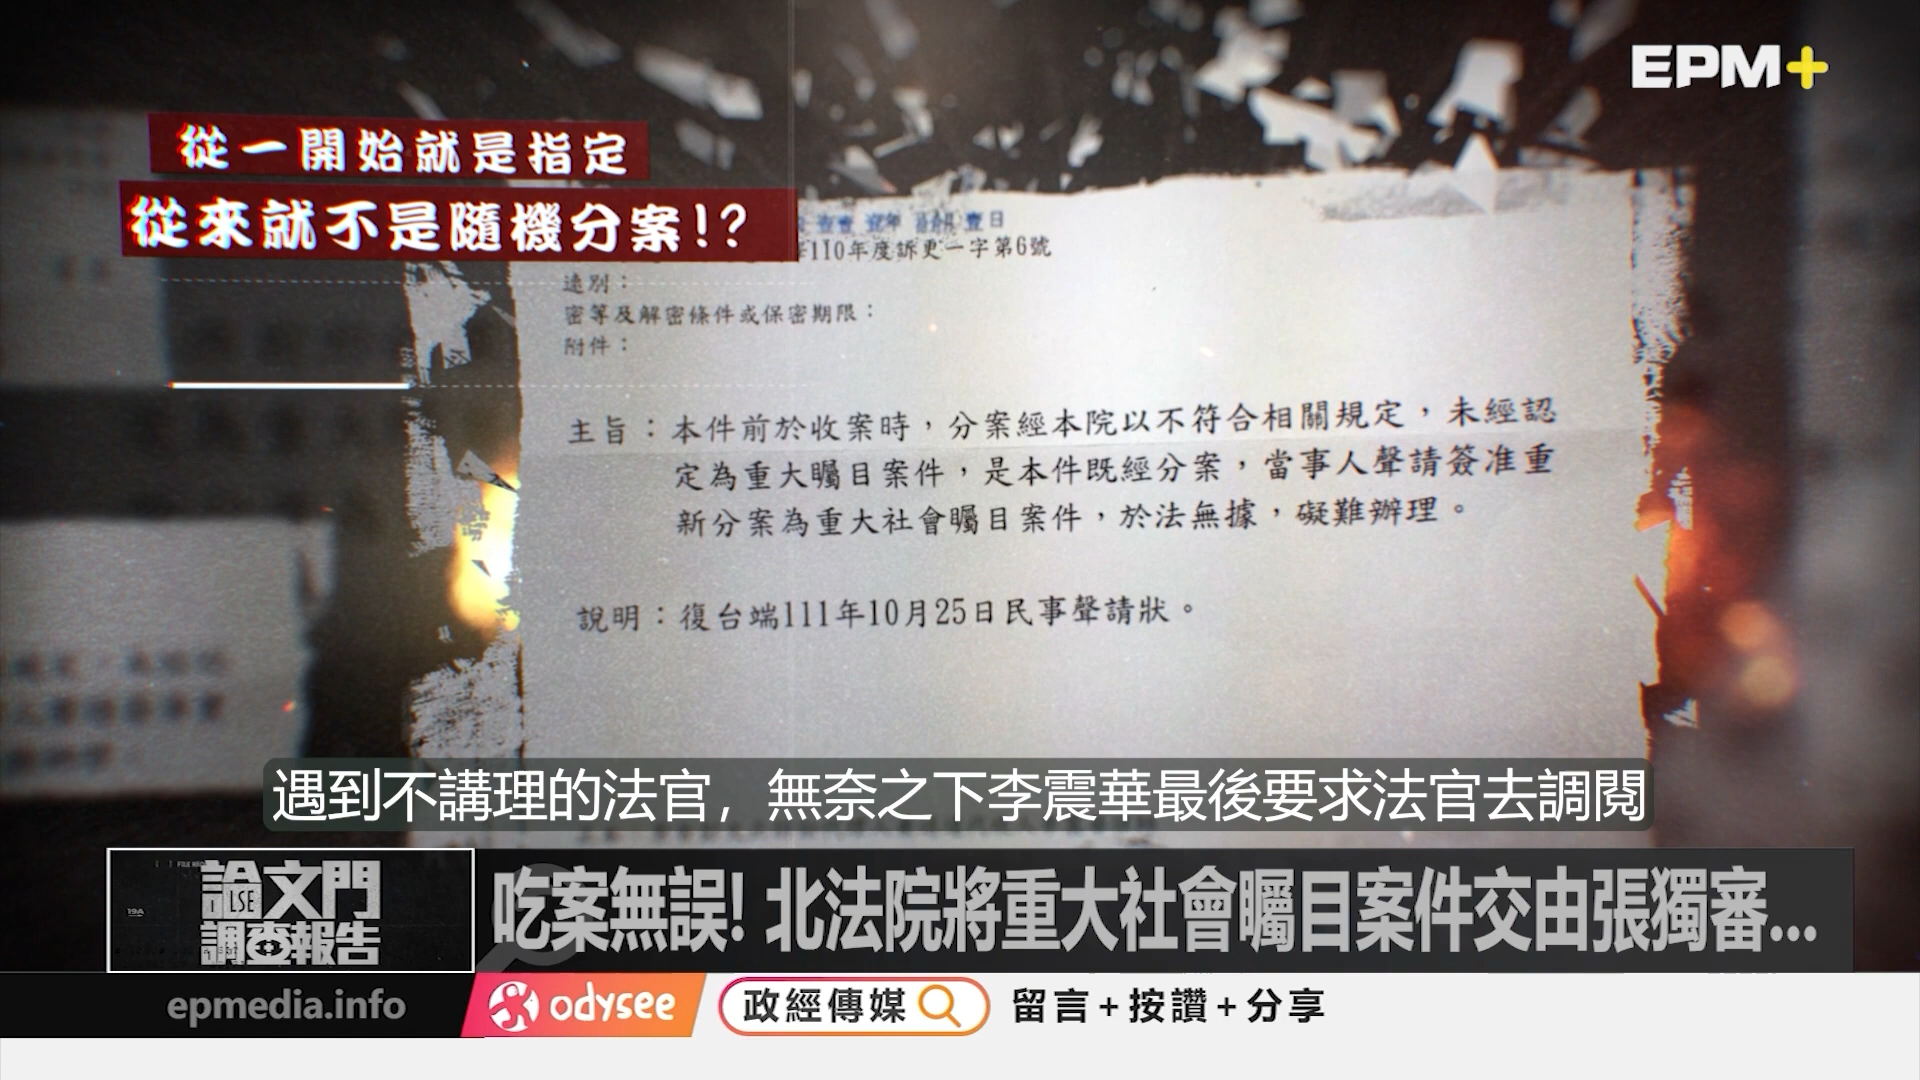 EPM+
從一開始就是指定
從來就不是隨機分案!?
110年度訴更一字第6號
速別：
密等及解密條件或保密期限：
附件：
主旨：本件前於收案時，分案經本院以不符合相關規定，未經認
定為重大矚目案件，是本件既經分案，當事人聲請簽准重
新分案為重大社會矚目案件，於法無據，礙難辦理。
說明：復台端111年10月25日民事聲請狀。
遇到不講理的法官，無奈之下李震華最後要求法官去調閱
論文門
LSE
調查報告
吃案無誤! 北法院將重大社會矚目案件交由張獨審...
epmedia.info
odysee
政經傳媒
留言+按讚+分享